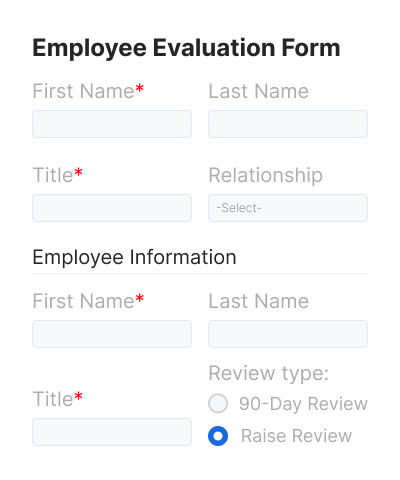 Employee Evaluation Form
First Name* Last Name
Title* Relationship
-Select-
Employee Information
First Name* Last Name
Review type:
Title* 90-Day Review
Raise Review